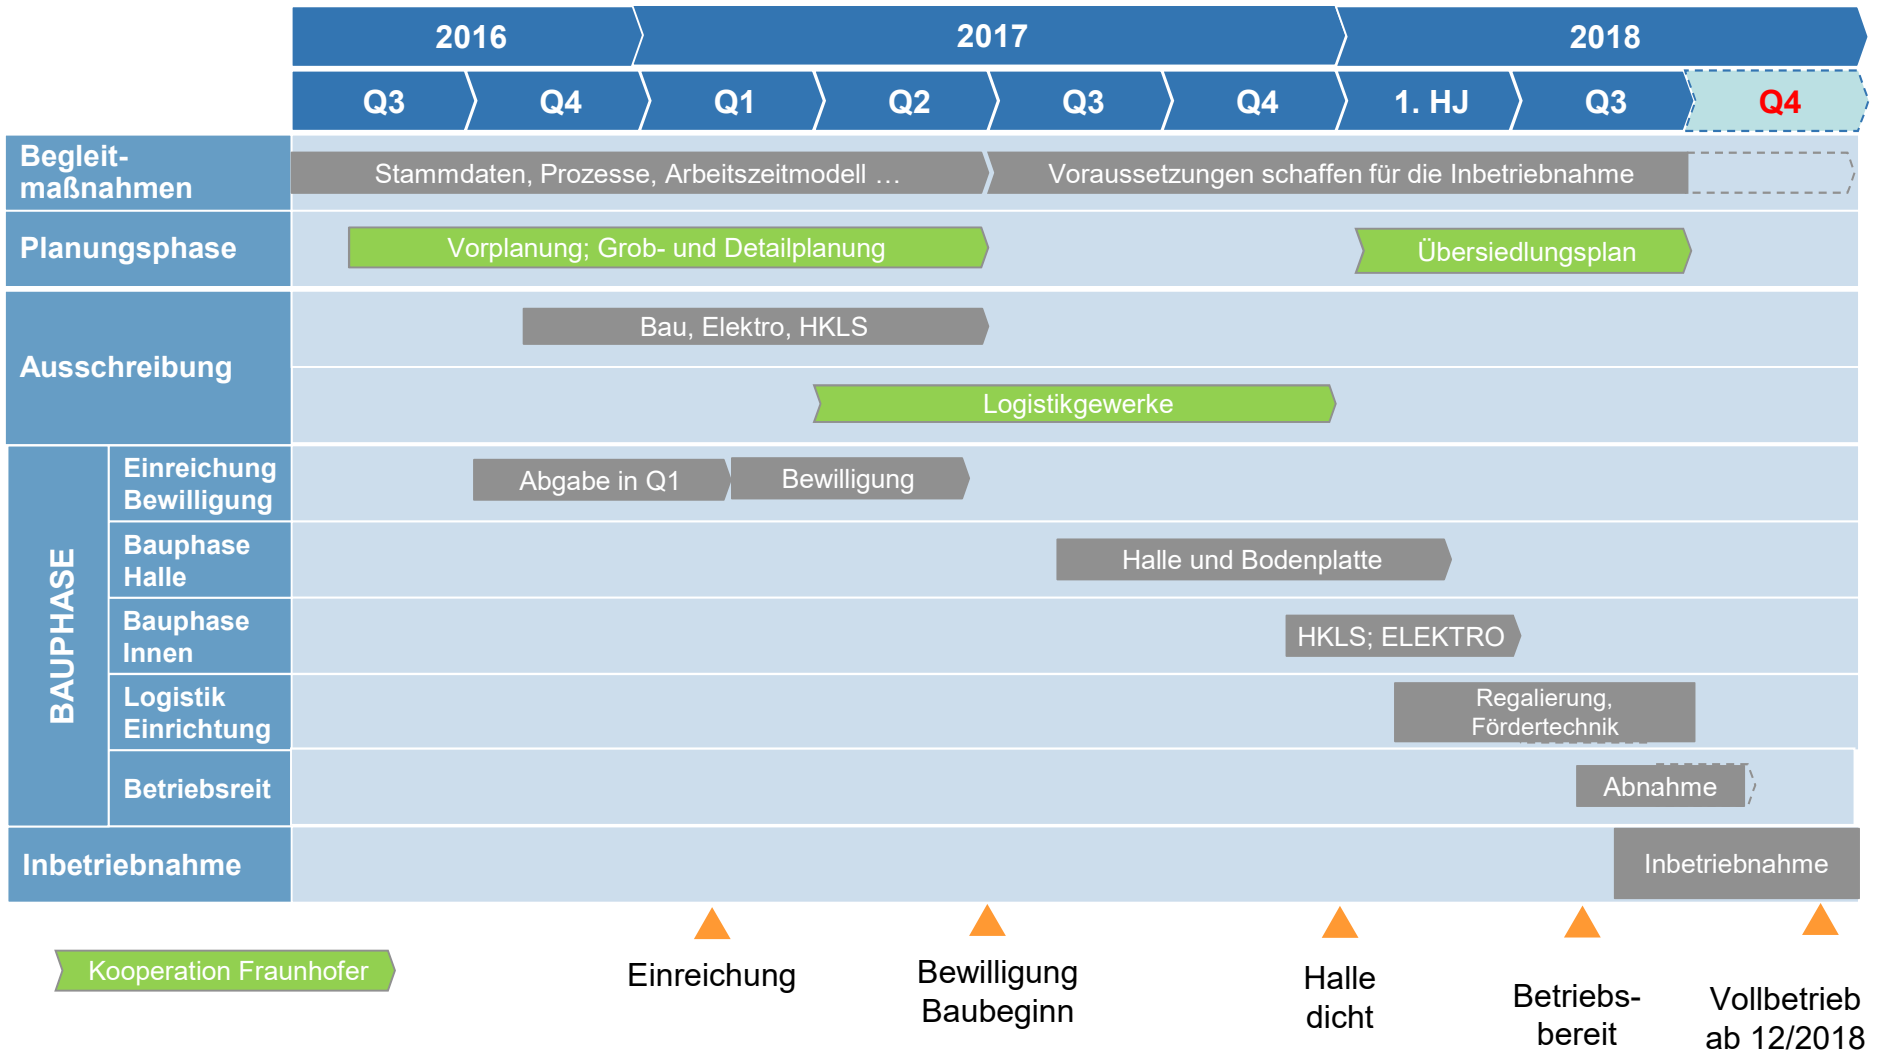 2016
2017
2018
Q3
Q4
Q1
Q2
Q3
Q4
1. HJ
Q3
Q4
Begleit-
maßnahmen
Stammdaten, Prozesse, Arbeitszeitmodell …
Voraussetzungen schaffen für die Inbetriebnahme
Planungsphase
Vorplanung; Grob- und Detailplanung
Übersiedlungsplan
Ausschreibung
Bau, Elektro, HKLS
Logistikgewerke
BAUPHASE
Einreichung
Bewilligung
Abgabe in Q1
Bewilligung
Bauphase
Halle
Halle und Bodenplatte
Bauphase
Innen
HKLS; ELEKTRO
Logistik
Einrichtung
Regalierung,
Fördertechnik
Betriebsreit
Abnahme
Inbetriebnahme
Inbetriebnahme
Kooperation Fraunhofer
Einreichung
Bewilligung
Baubeginn
Halle
dicht
Betriebs-
bereit
Vollbetrieb
ab 12/2018